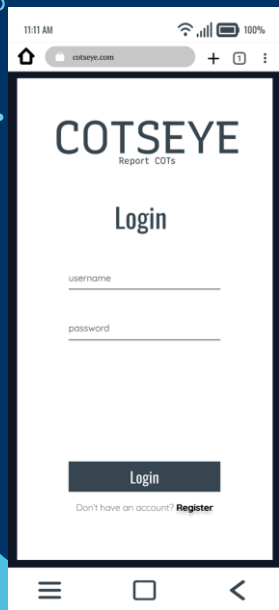 11:11 AM 100%
cotseye.com 1
COTSEYE
Report COTs
Login
username
password
Login
Don't have an account? Register